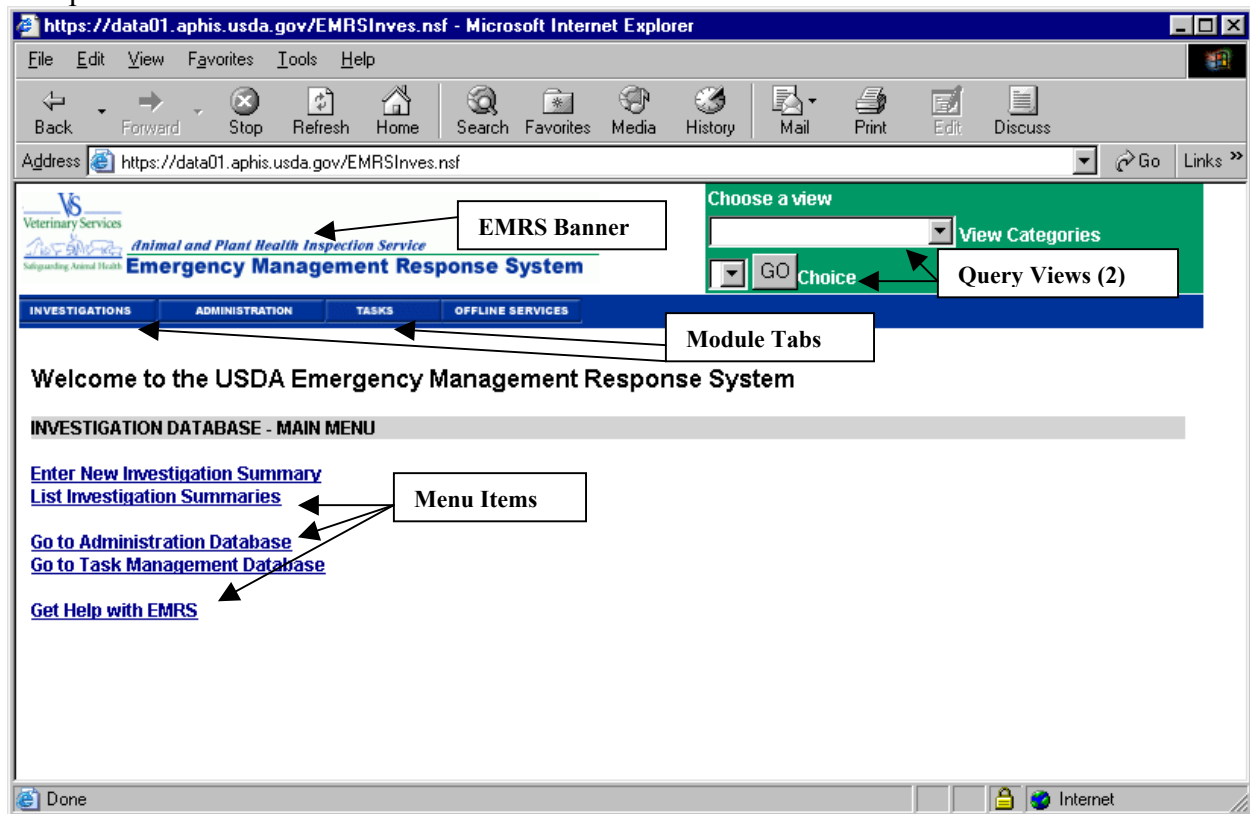 https://data01.aphis.usda.gov/EMRSInves.nsf - Microsoft Internet Explorer
File Edit View Favorites Tools Help
Back Forward Stop Refresh Home Search Favorites Media History Mail Print Edit Discuss
Address https://data01.aphis.usda.gov/EMRSInves.nsf Go Links »
VS
Veterinary Services
Safeguarding Animal Health
Animal and Plant Health Inspection Service
Emergency Management Response System
EMRS Banner
Choose a view
View Categories
GO Choice
Query Views (2)
INVESTIGATIONS ADMINISTRATION TASKS OFFLINE SERVICES
Module Tabs
Welcome to the USDA Emergency Management Response System
INVESTIGATION DATABASE - MAIN MENU
Enter New Investigation Summary
List Investigation Summaries
Menu Items
Go to Administration Database
Go to Task Management Database
Get Help with EMRS
Done Internet